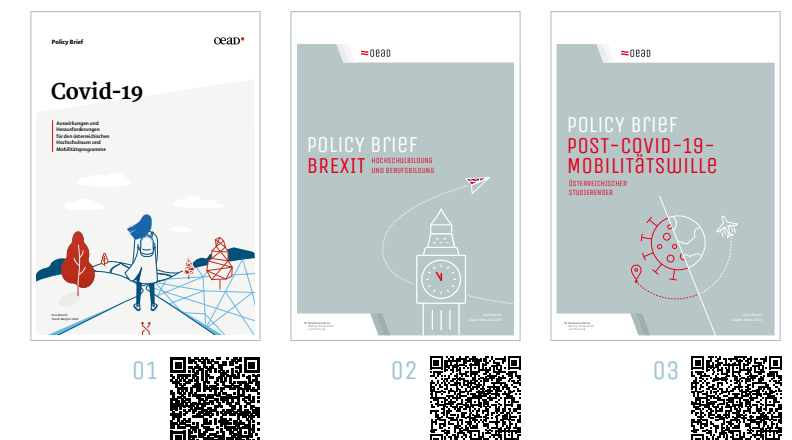 Policy Brief
OeAD
Covid-19
Auswirkungen und
Herausforderungen
für den österreichischen
Hochschulraum und
Mobilitätsprogramme
01
oead
POLICY Brief
BREXIT HOCHSCHULBILDUNG
UND BERUFSBILDUNG
02
oead
POLICY Brief
POST-COVID-19-
MOBILITäTSWILLe
ÖSTERREICHISCHER
STUDIERENDER
03